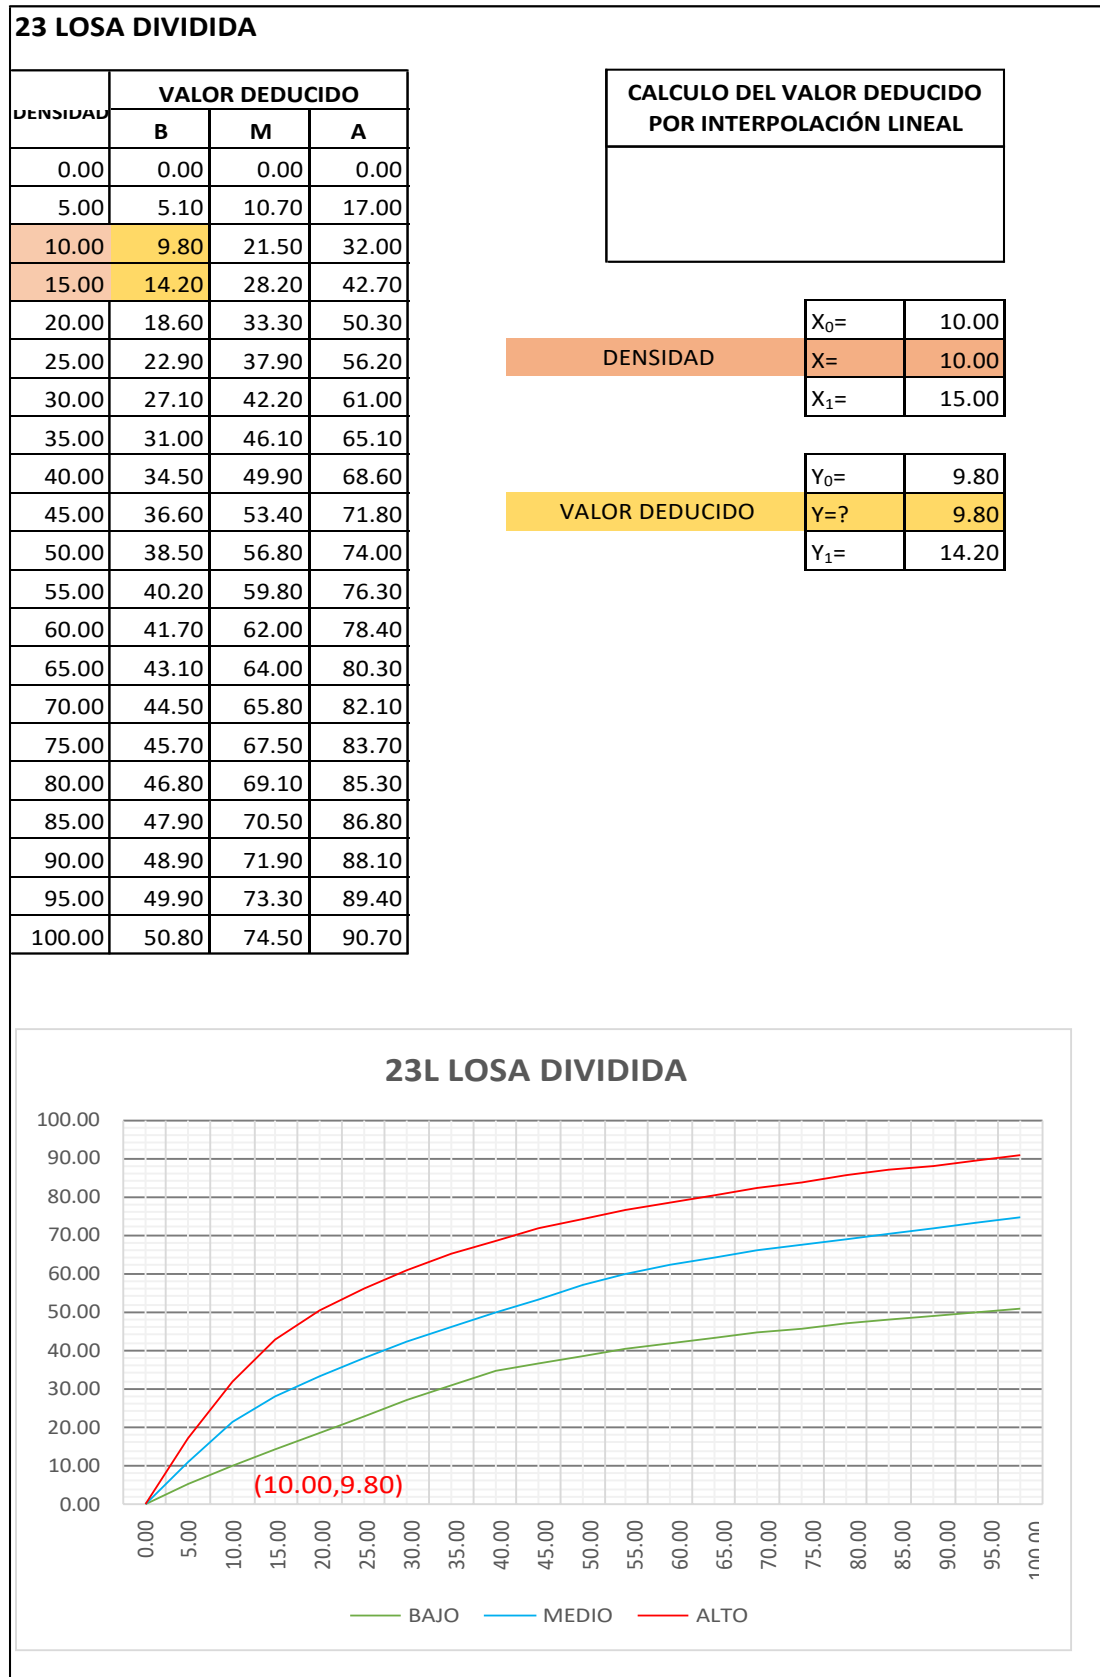 23 LOSA DIVIDIDA
DENSIDAD VALOR DEDUCIDO
B M A
0.00 0.00 0.00 0.00
5.00 5.10 10.70 17.00
10.00 9.80 21.50 32.00
15.00 14.20 28.20 42.70
20.00 18.60 33.30 50.30
25.00 22.90 37.90 56.20
30.00 27.10 42.20 61.00
35.00 31.00 46.10 65.10
40.00 34.50 49.90 68.60
45.00 36.60 53.40 71.80
50.00 38.50 56.80 74.00
55.00 40.20 59.80 76.30
60.00 41.70 62.00 78.40
65.00 43.10 64.00 80.30
70.00 44.50 65.80 82.10
75.00 45.70 67.50 83.70
80.00 46.80 69.10 85.30
85.00 47.90 70.50 86.80
90.00 48.90 71.90 88.10
95.00 49.90 73.30 89.40
100.00 50.80 74.50 90.70
CALCULO DEL VALOR DEDUCIDO
POR INTERPOLACIÓN LINEAL
X₀= 10.00
DENSIDAD X= 10.00
X₁= 15.00
Y₀= 9.80
VALOR DEDUCIDO Y=? 9.80
Y₁= 14.20
23L LOSA DIVIDIDA
100.00
90.00
80.00
70.00
60.00
50.00
40.00
30.00
20.00
10.00
0.00
(10.00,9.80)
0.00 5.00 10.00 15.00 20.00 25.00 30.00 35.00 40.00 45.00 50.00 55.00 60.00 65.00 70.00 75.00 80.00 85.00 90.00 95.00 100.00
BAJO MEDIO ALTO